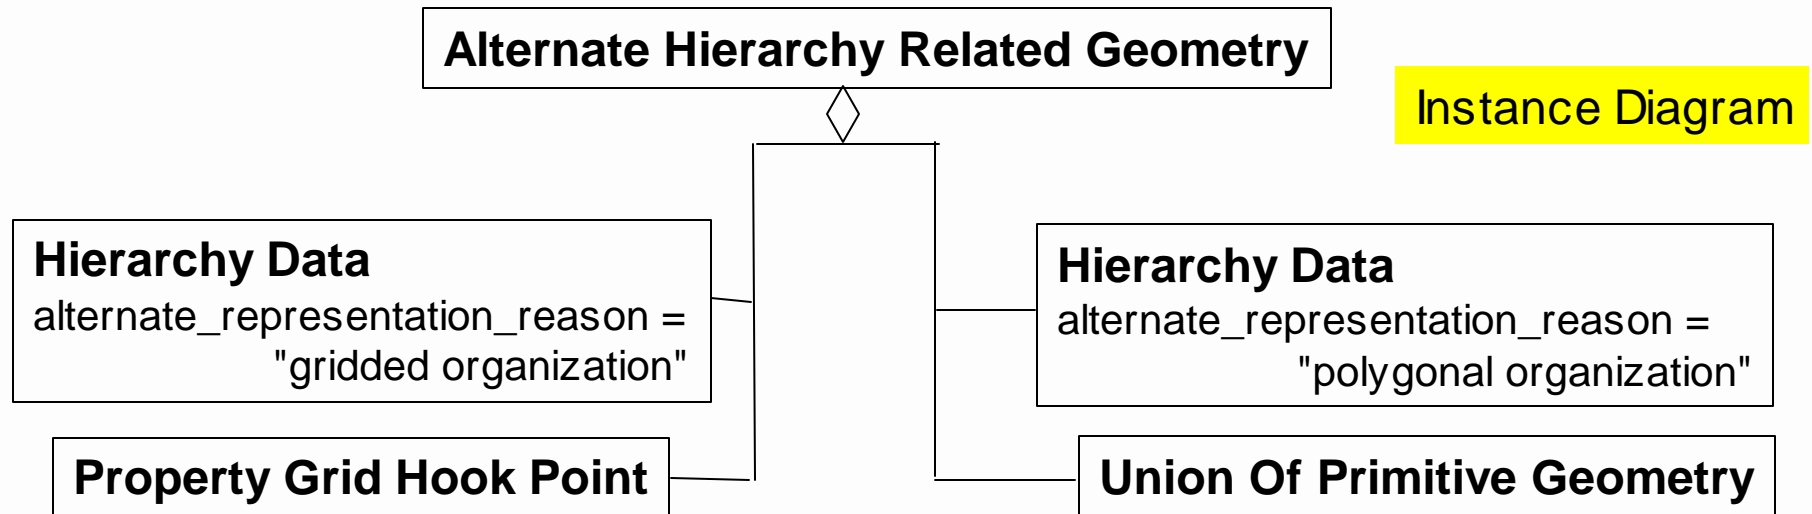 Alternate Hierarchy Related Geometry
Instance Diagram
Hierarchy Data
alternate_representation_reason =
"gridded organization"
Hierarchy Data
alternate_representation_reason =
"polygonal organization"
Property Grid Hook Point
Union Of Primitive Geometry